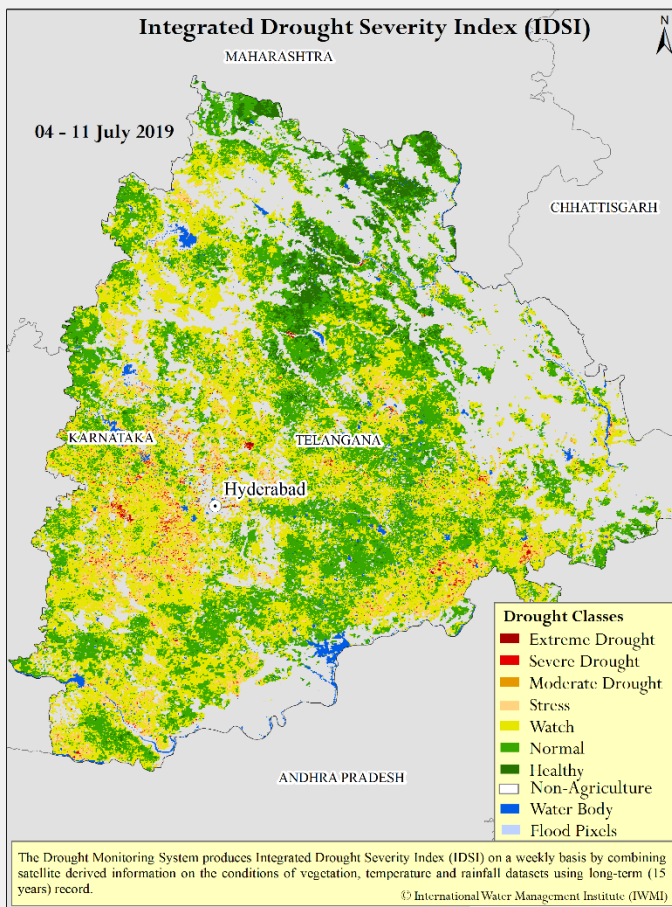 Integrated Drought Severity Index (IDSI)
N
MAHARASHTRA
04 - 11 July 2019
CHHATTISGARH
KARNATAKA
TELANGANA
Hyderabad
Drought Classes
Extreme Drought
Severe Drought
Moderate Drought
Stress
Watch
Normal
Healthy
Non-Agriculture
Water Body
Flood Pixels
ANDHRA PRADESH
The Drought Monitoring System produces Integrated Drought Severity Index (IDSI) on a weekly basis by combining
satellite derived information on the conditions of vegetation, temperature and rainfall datasets using long-term (15
years) record.
© International Water Management Institute (IWMI)